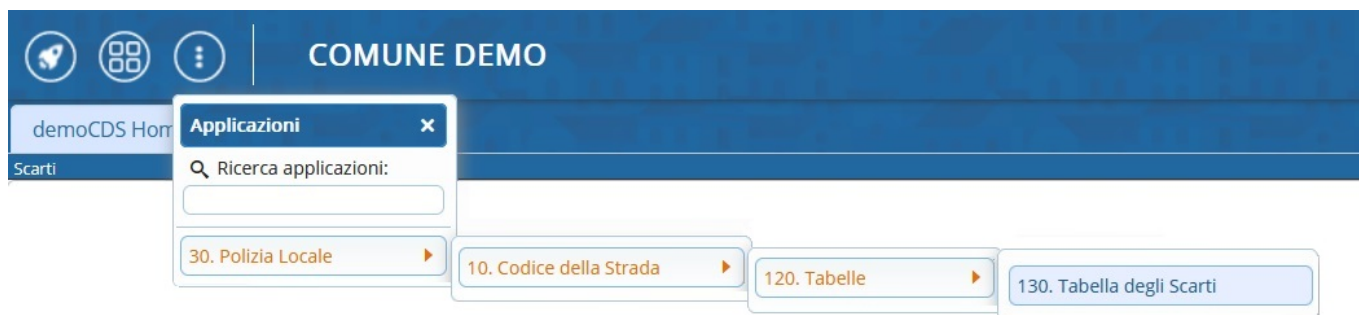 COMUNE DEMO
demoCDS Hom
Applicazioni
Scarti
Ricerca applicazioni:
30. Polizia Locale
10. Codice della Strada
120. Tabelle
130. Tabella degli Scarti